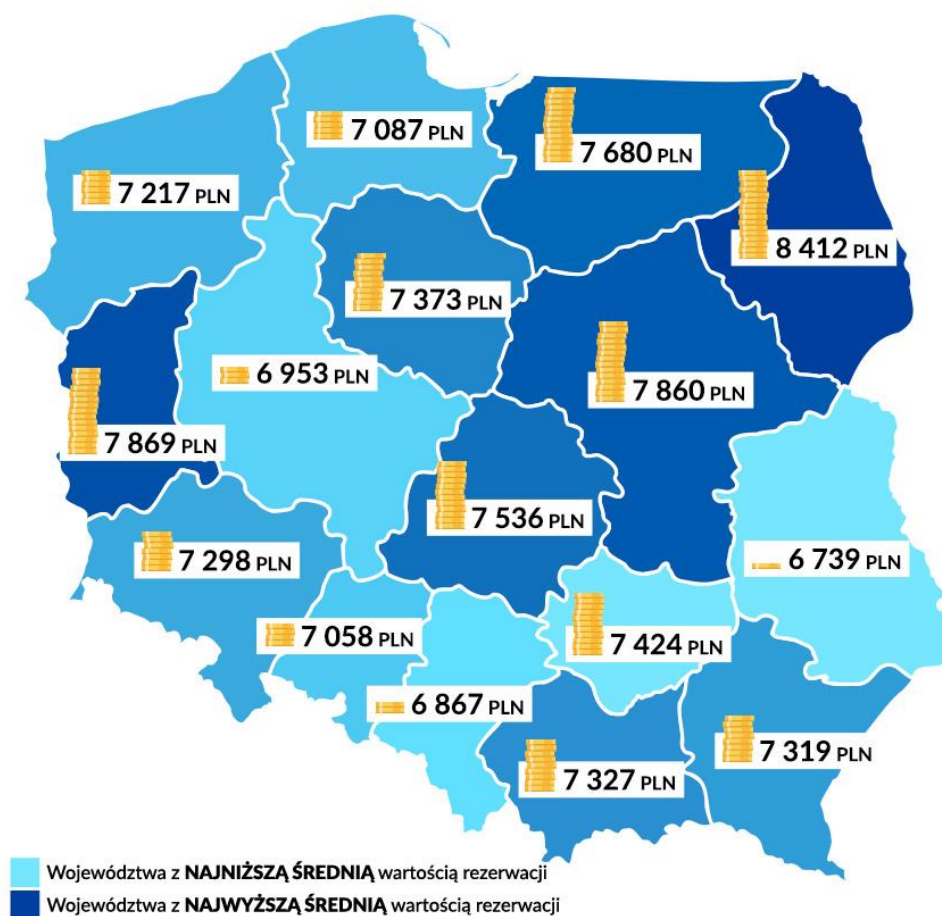 7 087 PLN
7 680 PLN
7 217 PLN
8 412 PLN
7 373 PLN
6 953 PLN
7 860 PLN
7 869 PLN
7 536 PLN
7 298 PLN
6 739 PLN
7 058 PLN
7 424 PLN
6 867 PLN
7 319 PLN
7 327 PLN
Województwa z NAJNIŻSZĄ ŚREDNIĄ wartością rezerwacji
Województwa z NAJWYŻSZĄ ŚREDNIĄ wartością rezerwacji